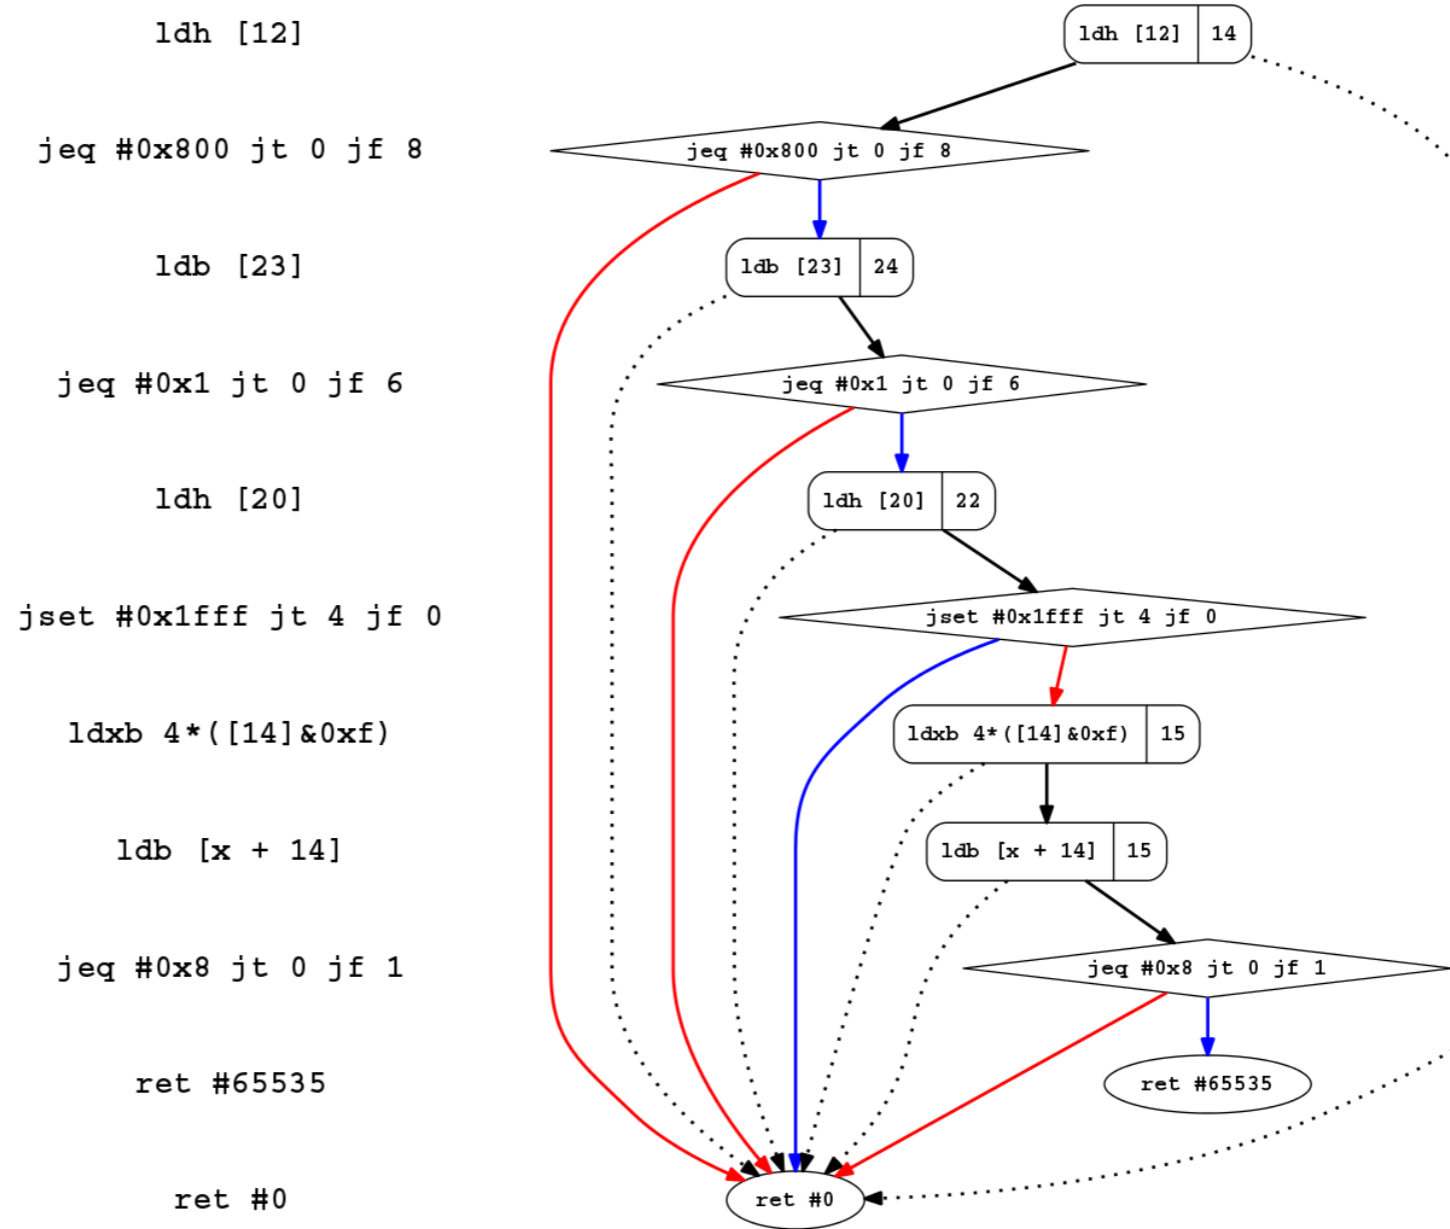 ldh [12]
ldh [12] 14
jeq #0x800 jt 0 jf 8
jeq #0x800 jt 0 jf 8
ldb [23]
ldb [23] 24
jeq #0x1 jt 0 jf 6
jeq #0x1 jt 0 jf 6
ldh [20]
ldh [20] 22
jset #0x1fff jt 4 jf 0
jset #0x1fff jt 4 jf 0
ldxb 4*([14]&0xf)
ldxb 4*([14]&0xf) 15
ldb [x + 14]
ldb [x + 14] 15
jeq #0x8 jt 0 jf 1
jeq #0x8 jt 0 jf 1
ret #65535
ret #65535
ret #0
ret #0